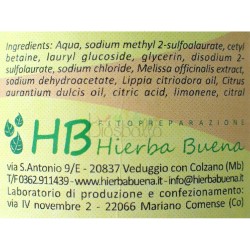 Ingredients: Aqua, sodium methyl 2-sulfolaurate, cetyl
betaine, lauryl glucoside, glycerin, disodium 2-
sulfolaurate, sodium chloride, Melissa officinalis extract,
sodium dehydroacetate, Lippia citriodora oil, Citrus
aurantium dulcis oil, citric acid, limonene, citral
FITOPREPARAZIONI
HB Hierba Buena
via S.Antonio 9/E - 20837 Veduggio con Colzano (Mb)
T/F 0362.911439 - www.hierbabuena.it - info@hierbabuena.it
Laboratorio di produzione e confezionamento:
via IV novembre 2 - 22066 Mariano Comense (Co)